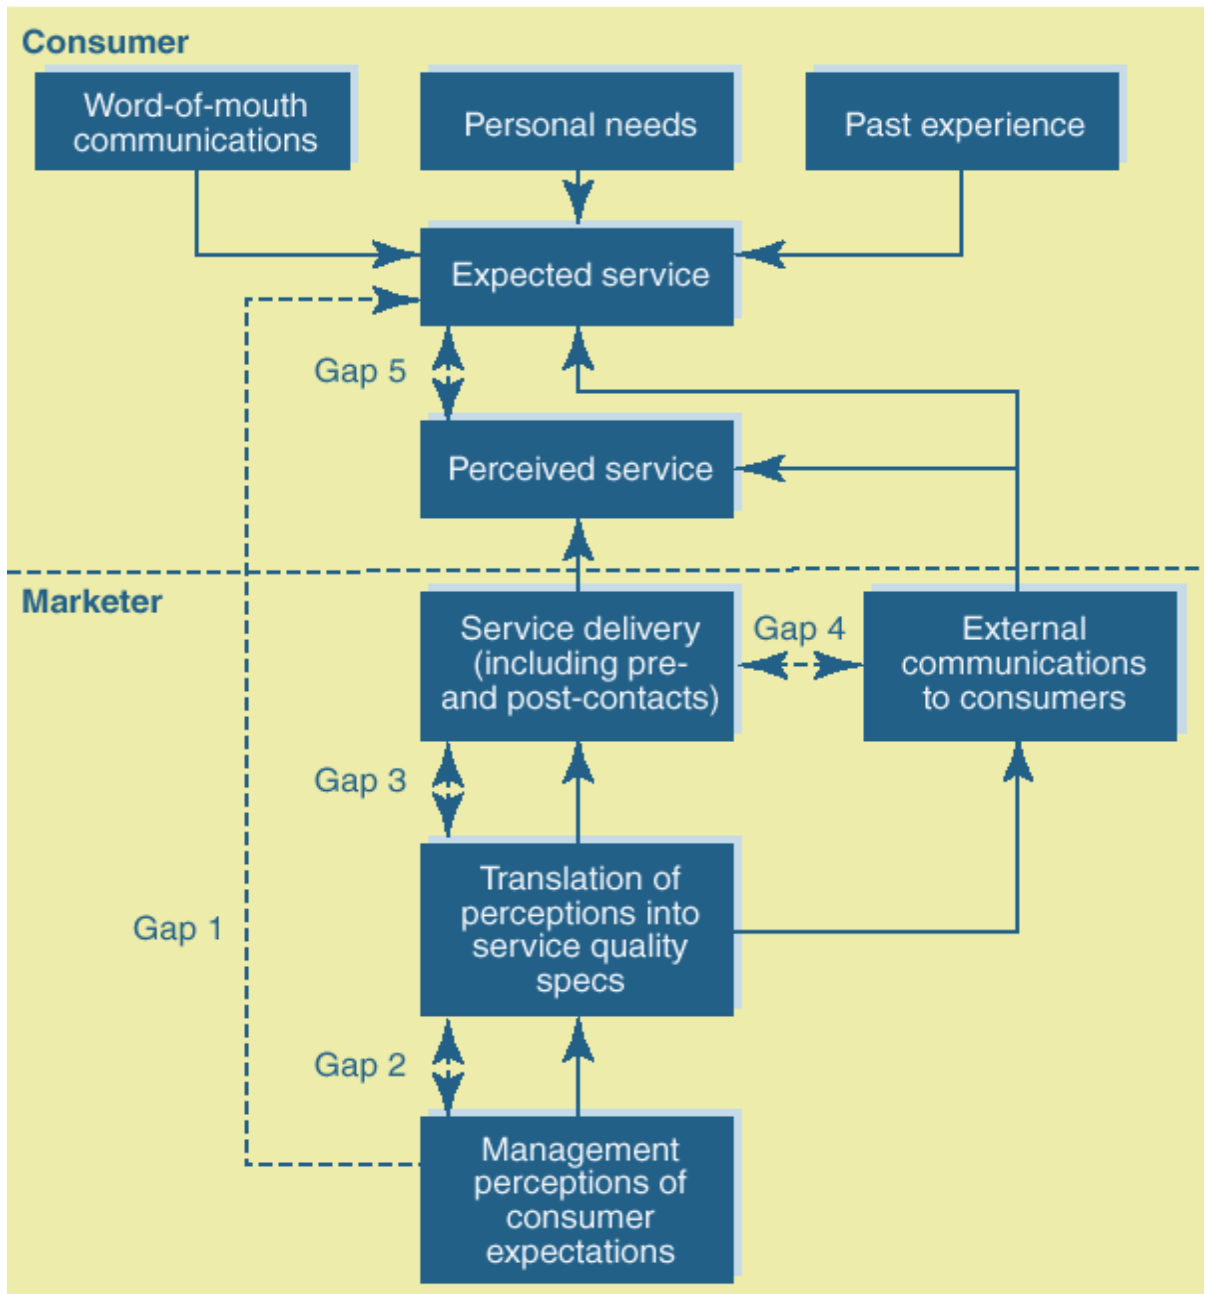 Consumer
Word-of-mouth
communications
Personal needs
Past experience
Expected service
Gap 5
Perceived service
Marketer
Service delivery
(including pre-
and post-contacts)
Gap 4
External
communications
to consumers
Gap 3
Translation of
perceptions into
service quality
specs
Gap 1
Gap 2
Management
perceptions of
consumer
expectations